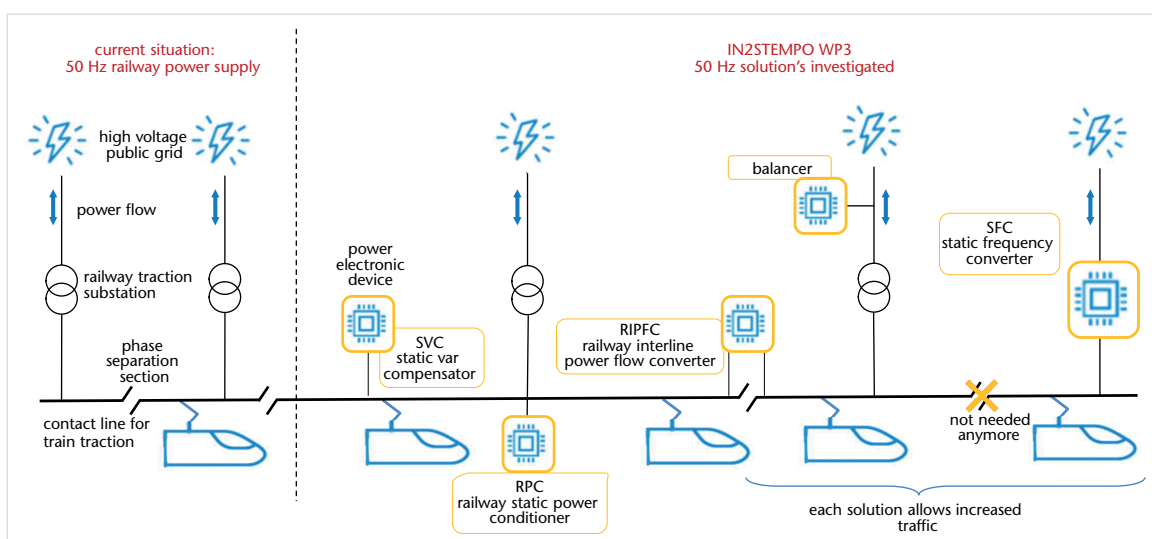 current situation:
50 Hz railway power supply
IN2STEMPO WP3
50 Hz solution's investigated
high voltage
public grid
power flow
railway traction
substation
phase
separation
section
contact line for
train traction
power
electronic
device
SVC
static var
compensator
RPC
railway static power
conditioner
RIPFC
railway interline
power flow converter
balancer
SFC
static frequency
converter
not needed
anymore
each solution allows increased
traffic